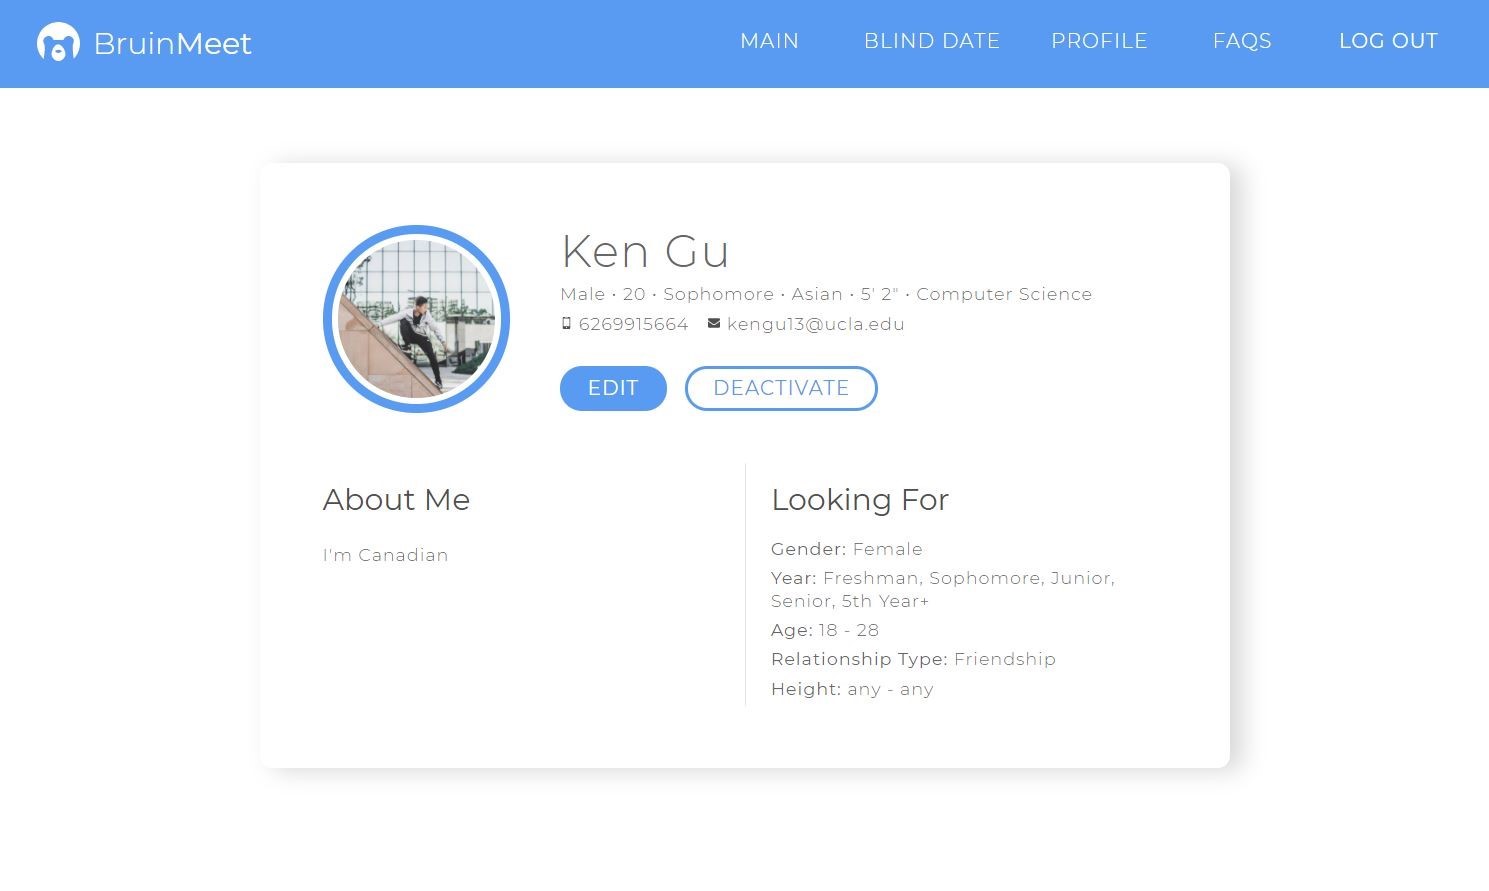 BruinMeet
MAIN BLIND DATE PROFILE FAQS LOG OUT
Ken Gu
Male • 20 • Sophomore • Asian • 5' 2" • Computer Science
6269915664 kengu13@ucla.edu
EDIT DEACTIVATE
About Me
I'm Canadian
Looking For
Gender: Female
Year: Freshman, Sophomore, Junior,
Senior, 5th Year+
Age: 18 - 28
Relationship Type: Friendship
Height: any - any